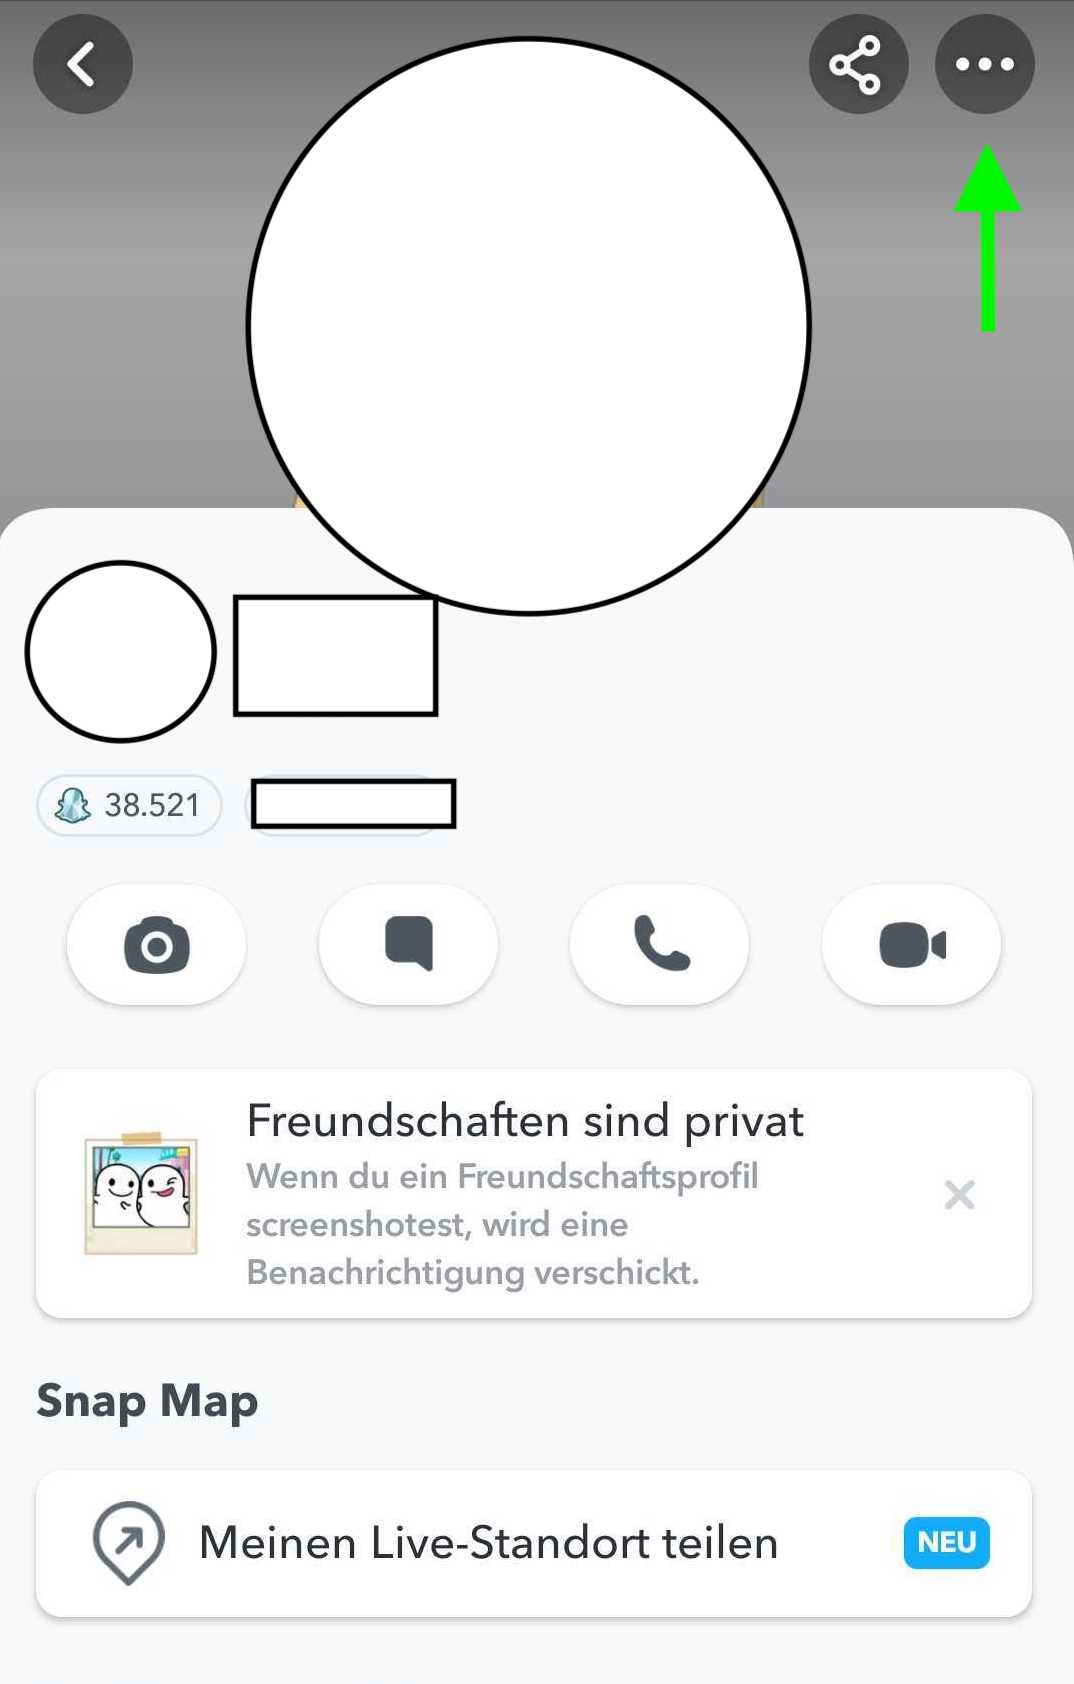 38.521
Freundschaften sind privat
Wenn du ein Freundschaftsprofil
screenshotest, wird eine
Benachrichtigung verschickt.
Snap Map
Meinen Live-Standort teilen
NEU